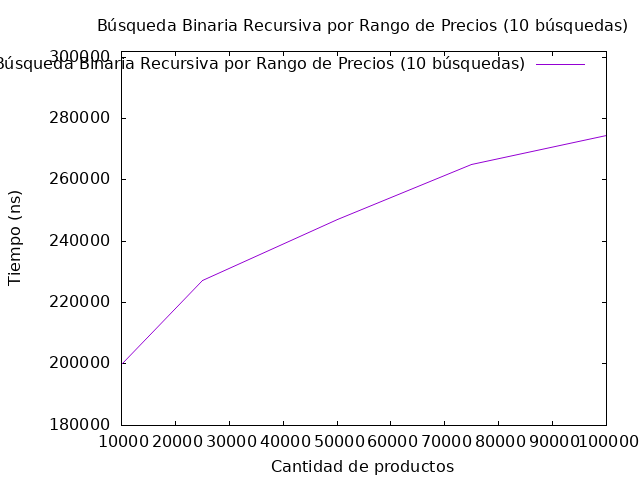 Búsqueda Binaria Recursiva por Rango de Precios (10 búsquedas)
300000
Búsqueda Binaria Recursiva por Rango de Precios (10 búsquedas)
280000
260000
240000
220000
200000
180000
Tiempo (ns)
10000 20000 30000 40000 50000 60000 70000 80000 90000 100000
Cantidad de productos